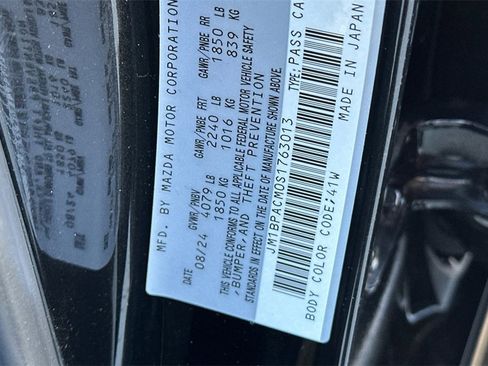 MFD. BY MAZDA MOTOR CORPORATION
DATE GVWR/PNBV GAWR/PNBE FRT GAWR/PNBE RR
08/24 4079 LB 2240 LB 1850 LB
1850 KG 1016 KG 839 KG
THIS VEHICLE CONFORMS TO ALL APPLICABLE FEDERAL MOTOR VEHICLE SAFETY
,BUMPER,AND THEFT PREVENTION
STANDARDS IN EFFECT ON THE DATE OF MANUFACTURE SHOWN ABOVE
JM1BPACM0S1763013 TYPE:PASS CA
BODY COLOR CODE:41W MADE IN JAPAN